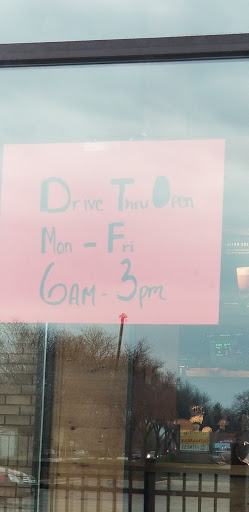 Drive Thru Open
Mon - Fri
6AM - 3pm